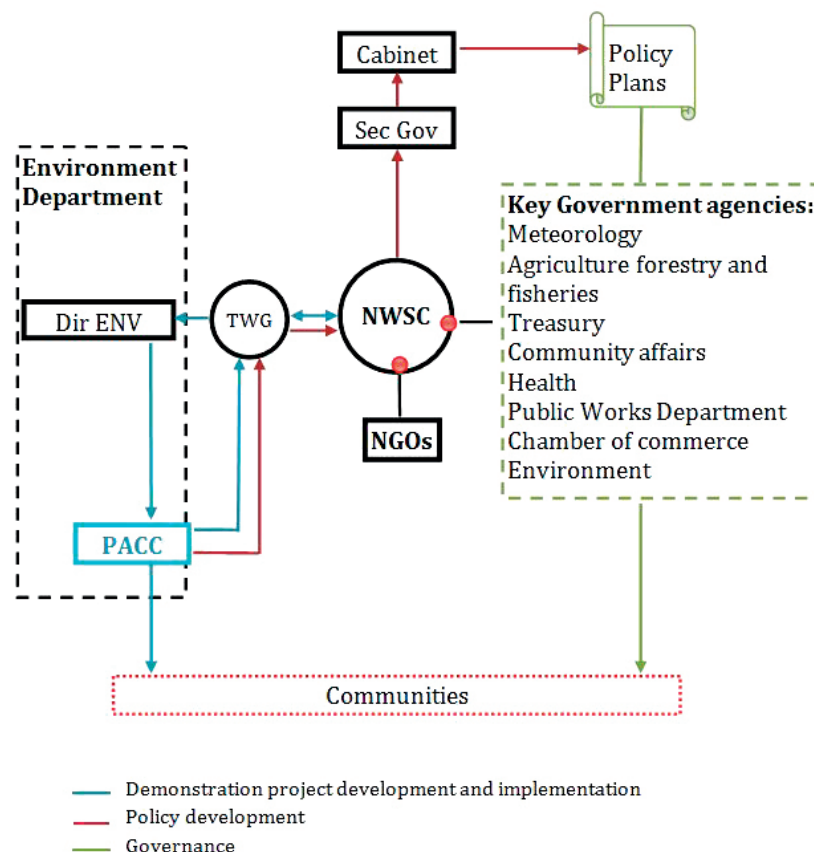 Cabinet
Policy
Plans
Sec Gov
Environment
Department
Key Government agencies:
Meteorology
Agriculture forestry and
fisheries
Treasury
Community affairs
Health
Public Works Department
Chamber of commerce
Environment
Dir ENV
TWG
NWSC
NGOs
PACC
Communities
Demonstration project development and implementation
Policy development
Governance